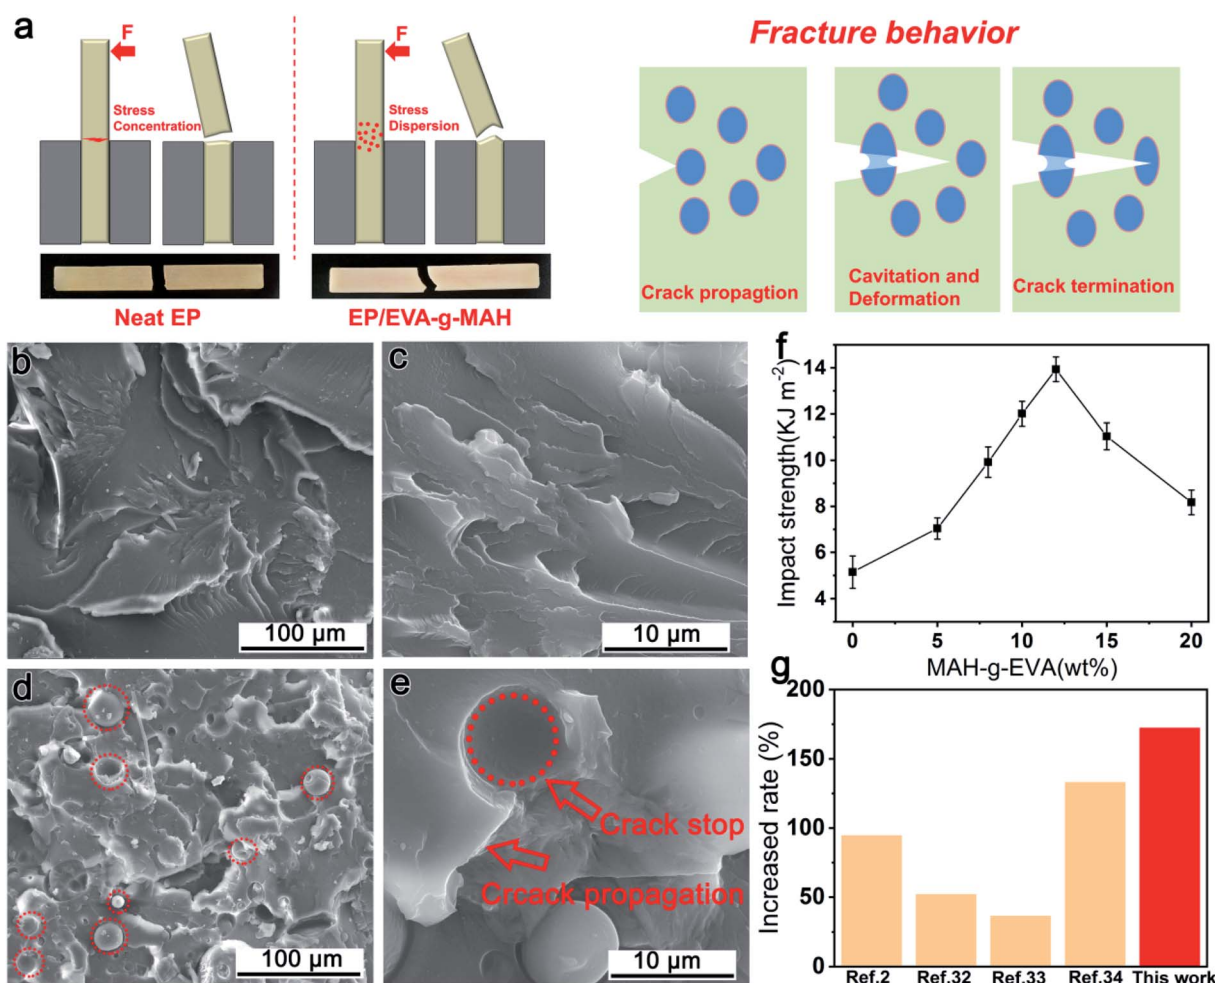 a
F
Stress
Concentration
F
Stress
Dispersion
Neat EP
EP/EVA-g-MAH
Fracture behavior
Crack propagtion
Cavitation and
Deformation
Crack termination
b
100 µm
c
10 µm
d
100 µm
e
Crack stop
Crcack propagation
10 µm
f
Impact strength(KJ m-2)
14
12
10
8
6
4
0
5
10
15
20
MAH-g-EVA(wt%)
g
Increased rate (%)
200
150
100
50
0
Ref.2
Ref.32
Ref.33
Ref.34
This work